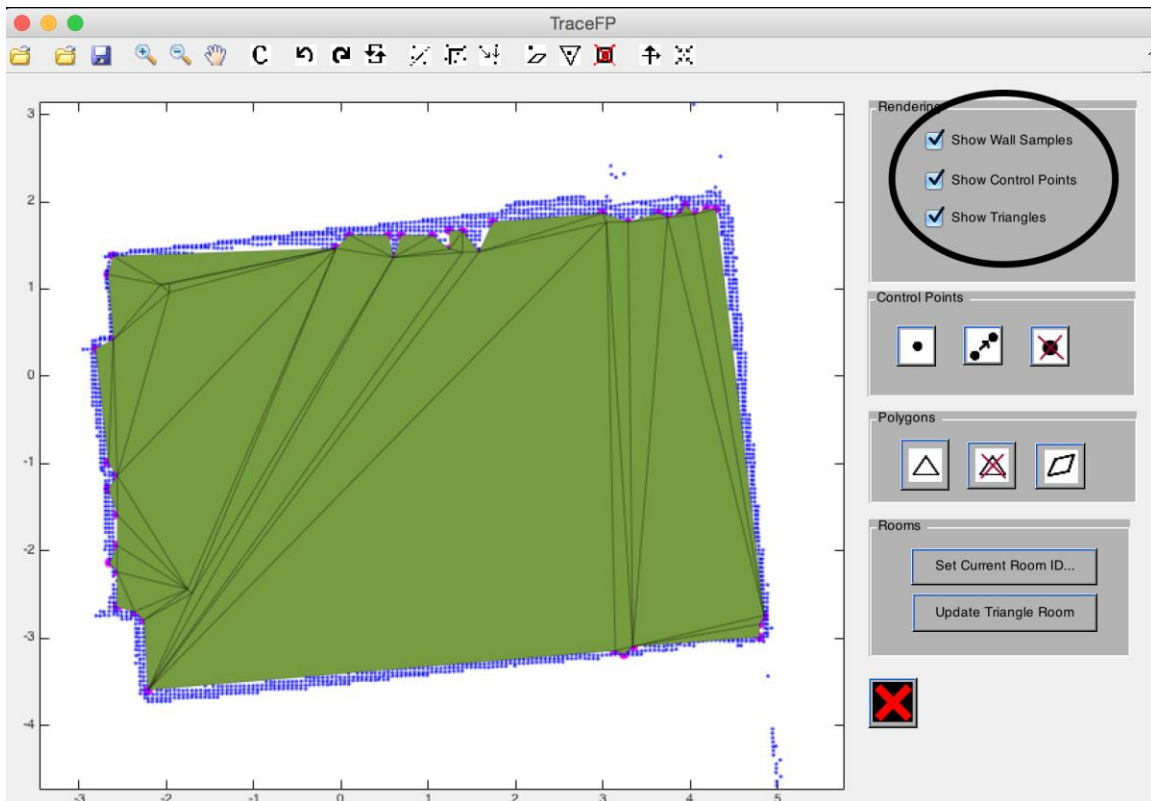 TraceFP
C
3
2
1
0
-1
-2
-3
-4
-3
-2
-1
0
1
2
3
4
5
Rendering
Show Wall Samples
Show Control Points
Show Triangles
Control Points
Polygons
Rooms
Set Current Room ID...
Update Triangle Room